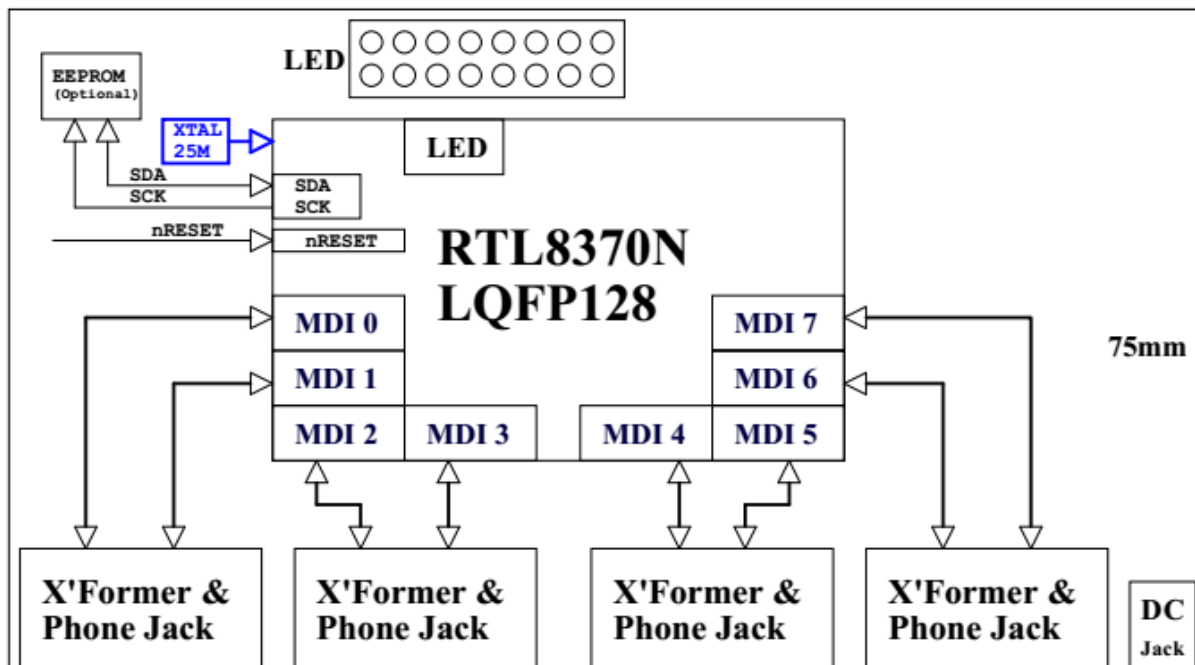 LED
EEPROM
(Optional)
XTAL
25M
LED
SDA
SCK
SDA
SCK
nRESET
nRESET
RTL8370N
LQFP128
MDI 0
MDI 7
75mm
MDI 1
MDI 6
MDI 2
MDI 3
MDI 4
MDI 5
X'Former &
Phone Jack
X'Former &
Phone Jack
X'Former &
Phone Jack
X'Former &
Phone Jack
DC
Jack